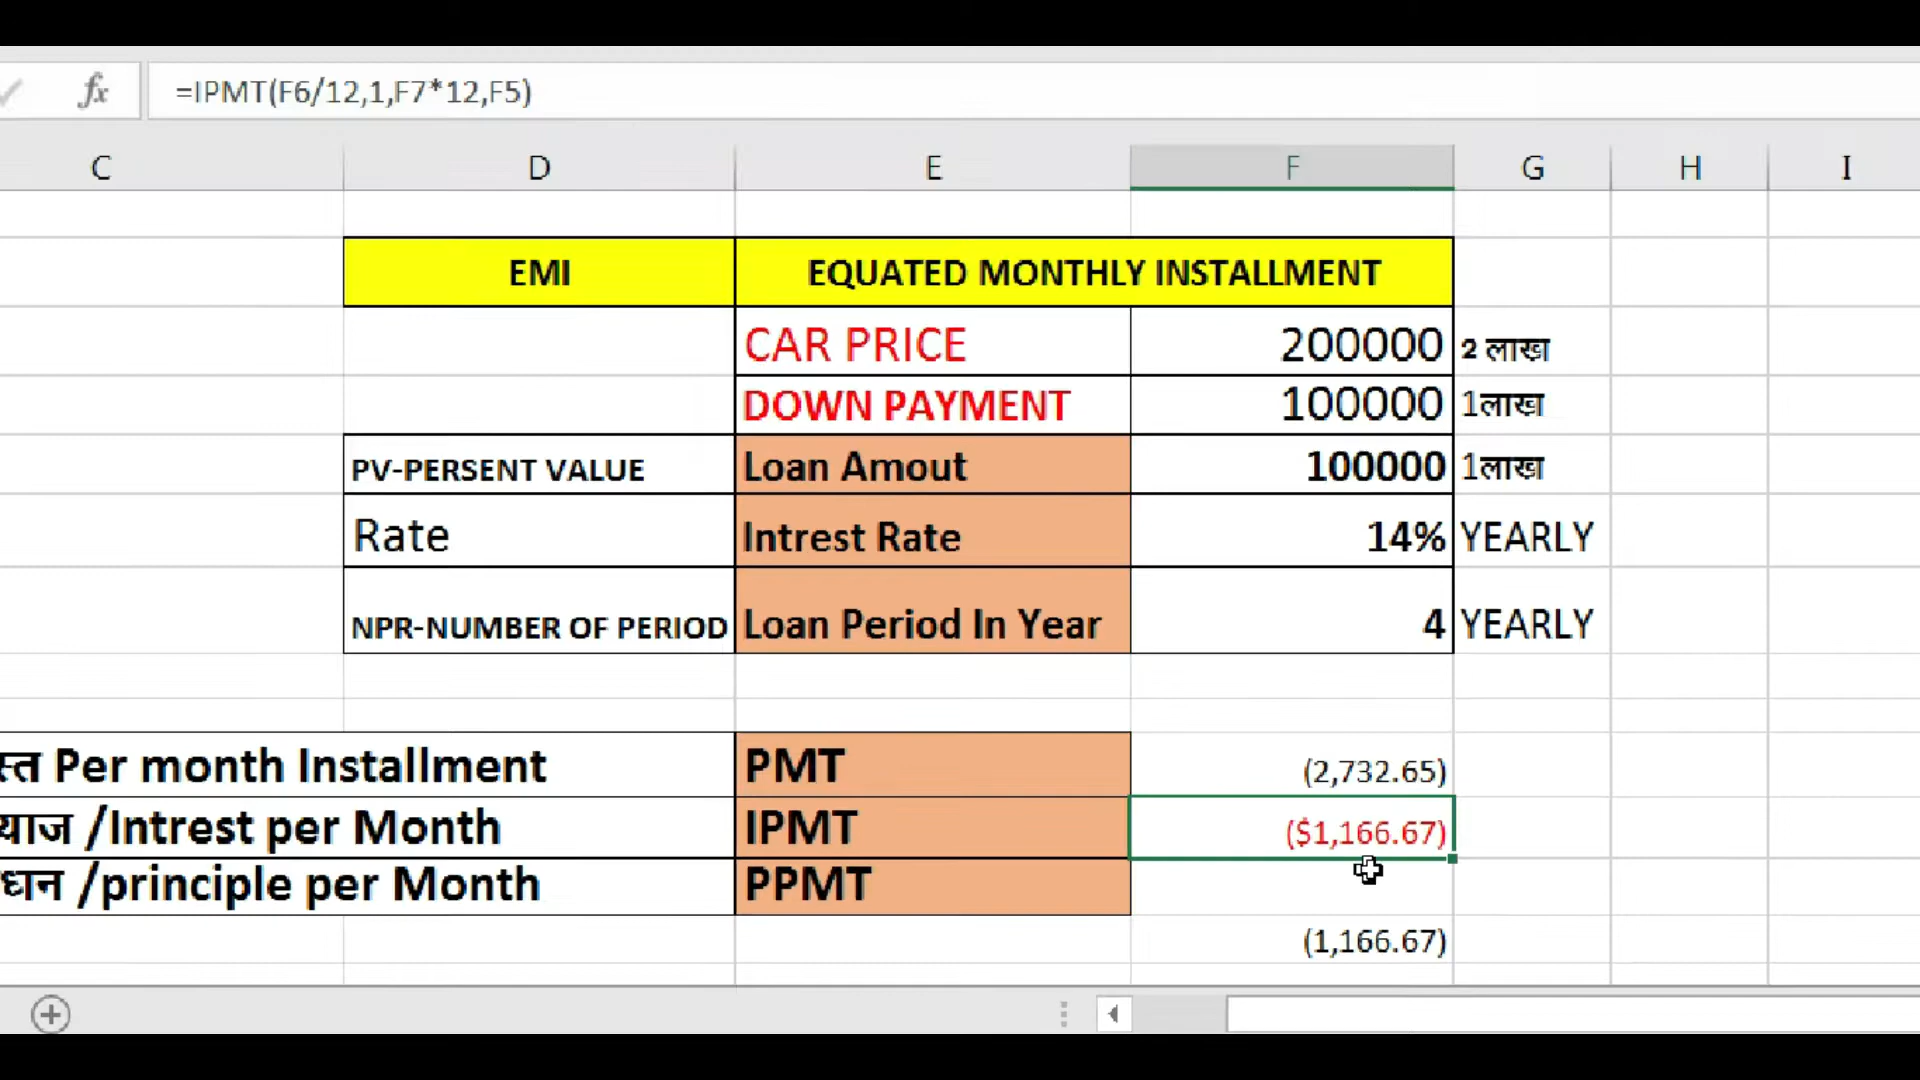 fx =IPMT(F6/12,1,F7*12,F5)
C D E F G H I
EMI EQUATED MONTHLY INSTALLMENT
CAR PRICE 200000 2 लाख
DOWN PAYMENT 100000 1लाख
PV-PERSENT VALUE Loan Amout 100000 1लाख
Rate Intrest Rate 14% YEARLY
NPR-NUMBER OF PERIOD Loan Period In Year 4 YEARLY
Per month Installment PMT (2,732.65)
/Intrest per Month IPMT ($1,166.67)
/principle per Month PPMT
(1,166.67)